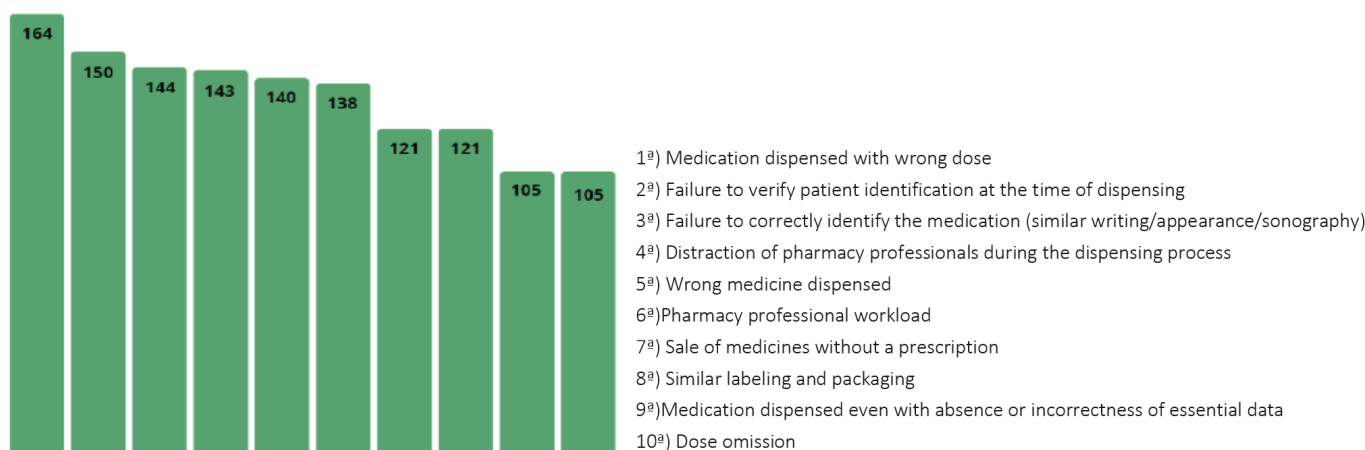 164
150
144
143
140
138
121
121
105
105
1ª) Medication dispensed with wrong dose
2ª) Failure to verify patient identification at the time of dispensing
3ª) Failure to correctly identify the medication (similar writing/appearance/sonography)
4ª) Distraction of pharmacy professionals during the dispensing process
5ª) Wrong medicine dispensed
6ª)Pharmacy professional workload
7ª) Sale of medicines without a prescription
8ª) Similar labeling and packaging
9ª)Medication dispensed even with absence or incorrectness of essential data
10ª) Dose omission